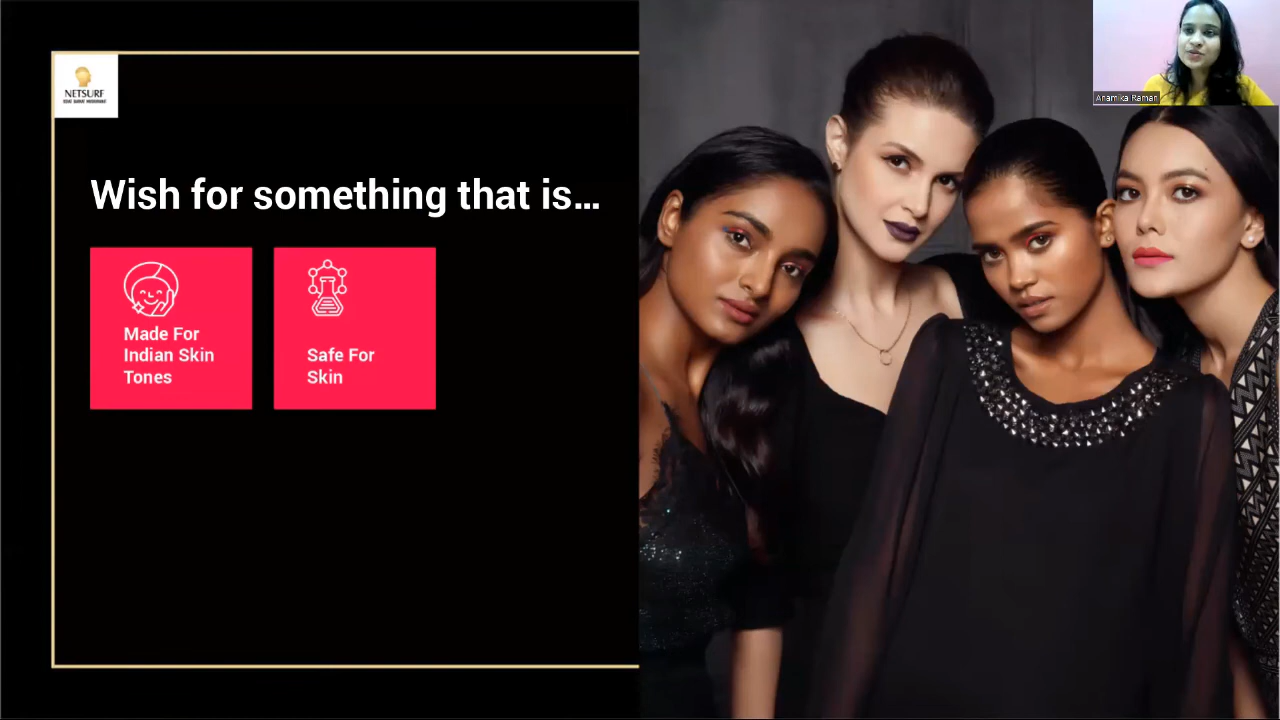 NETSURF
Wish for something that is...
Made For
Indian Skin
Tones
Safe For
Skin
Anamika Raman